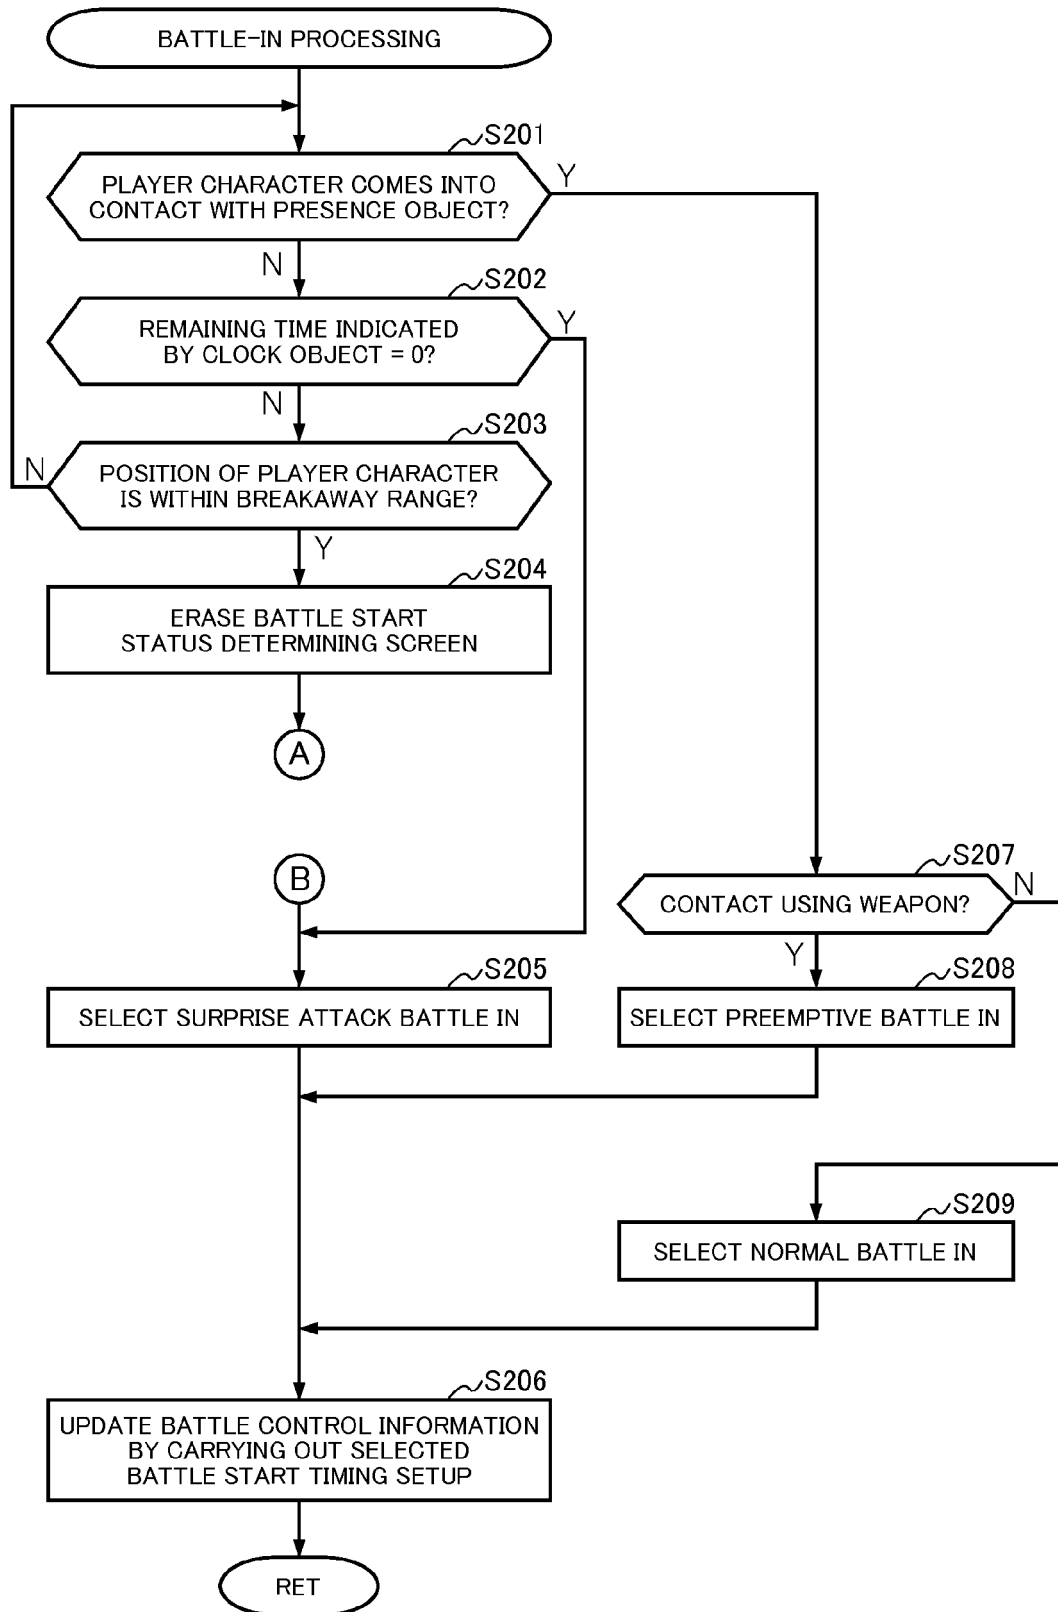 BATTLE-IN PROCESSING
S201
PLAYER CHARACTER COMES INTO
CONTACT WITH PRESENCE OBJECT?
Y
N
S202
REMAINING TIME INDICATED
BY CLOCK OBJECT = 0?
Y
N
S203
POSITION OF PLAYER CHARACTER
IS WITHIN BREAKAWAY RANGE?
N
Y
S204
ERASE BATTLE START
STATUS DETERMINING SCREEN
A
B
S207
CONTACT USING WEAPON?
N
Y
S205
SELECT SURPRISE ATTACK BATTLE IN
S208
SELECT PREEMPTIVE BATTLE IN
S209
SELECT NORMAL BATTLE IN
S206
UPDATE BATTLE CONTROL INFORMATION
BY CARRYING OUT SELECTED
BATTLE START TIMING SETUP
RET